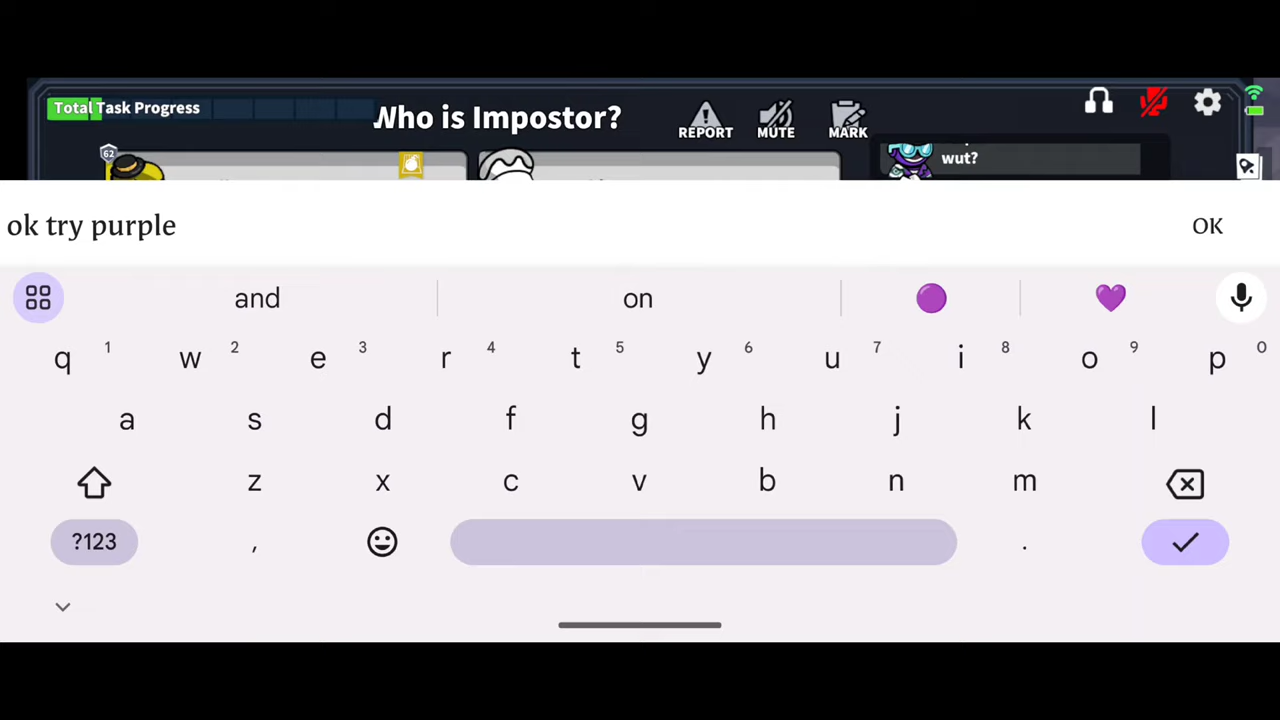 Total Task Progress
Who is Impostor?
REPORT
MUTE
MARK
62
wut?
ok try purple
OK
and
on
q 1 w 2 e 3 r 4 t 5 y 6 u 7 i 8 o 9 p 0
a s d f g h j k l
z x c v b n m
?123 , .